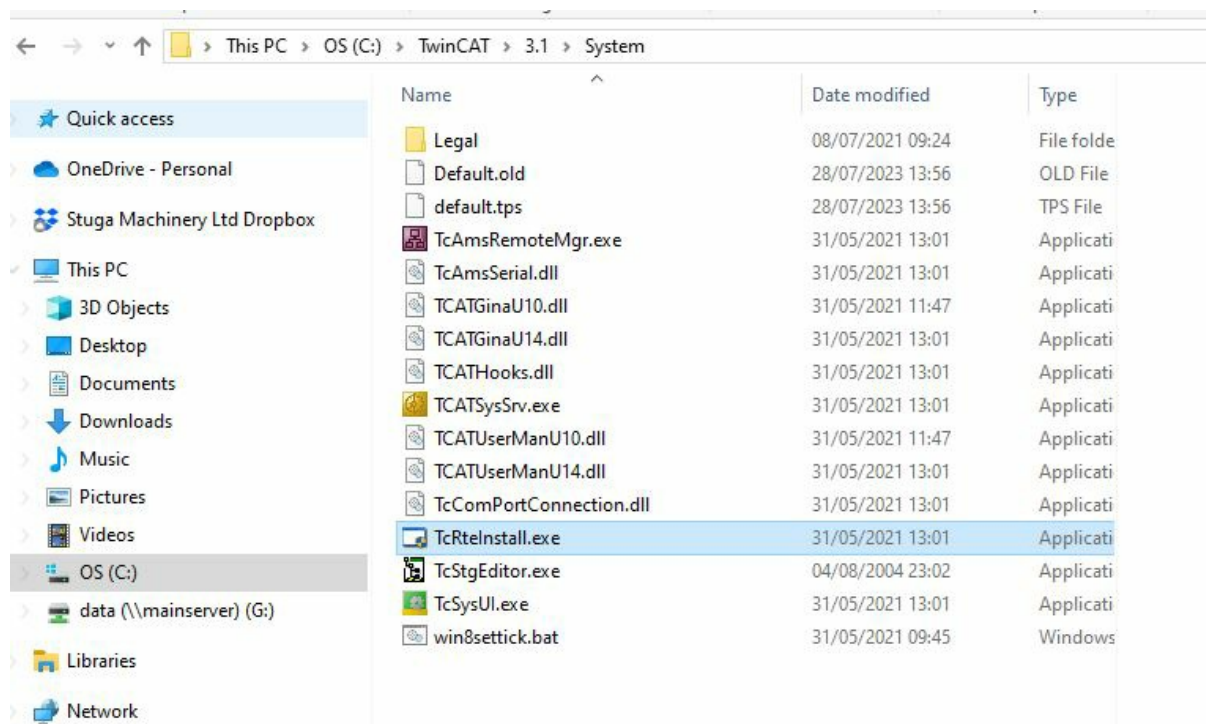 This PC > OS (C:) > TwinCAT > 3.1 > System
Name Date modified Type
Quick access
OneDrive - Personal
Stuga Machinery Ltd Dropbox
This PC
3D Objects
Desktop
Documents
Downloads
Music
Pictures
Videos
OS (C:)
data (\\mainserver) (G:)
Libraries
Network
Legal 08/07/2021 09:24 File folde
Default.old 28/07/2023 13:56 OLD File
default.tps 28/07/2023 13:56 TPS File
TcAmsRemoteMgr.exe 31/05/2021 13:01 Applicati
TcAmsSerial.dll 31/05/2021 13:01 Applicati
TCATGinaU10.dll 31/05/2021 11:47 Applicati
TCATGinaU14.dll 31/05/2021 13:01 Applicati
TCATHooks.dll 31/05/2021 13:01 Applicati
TCATSysSrv.exe 31/05/2021 13:01 Applicati
TCATUserManU10.dll 31/05/2021 11:47 Applicati
TCATUserManU14.dll 31/05/2021 13:01 Applicati
TcComPortConnection.dll 31/05/2021 13:01 Applicati
TcRteInstall.exe 31/05/2021 13:01 Applicati
TcStgEditor.exe 04/08/2004 23:02 Applicati
TcSysUI.exe 31/05/2021 13:01 Applicati
win8settick.bat 31/05/2021 09:45 Windows